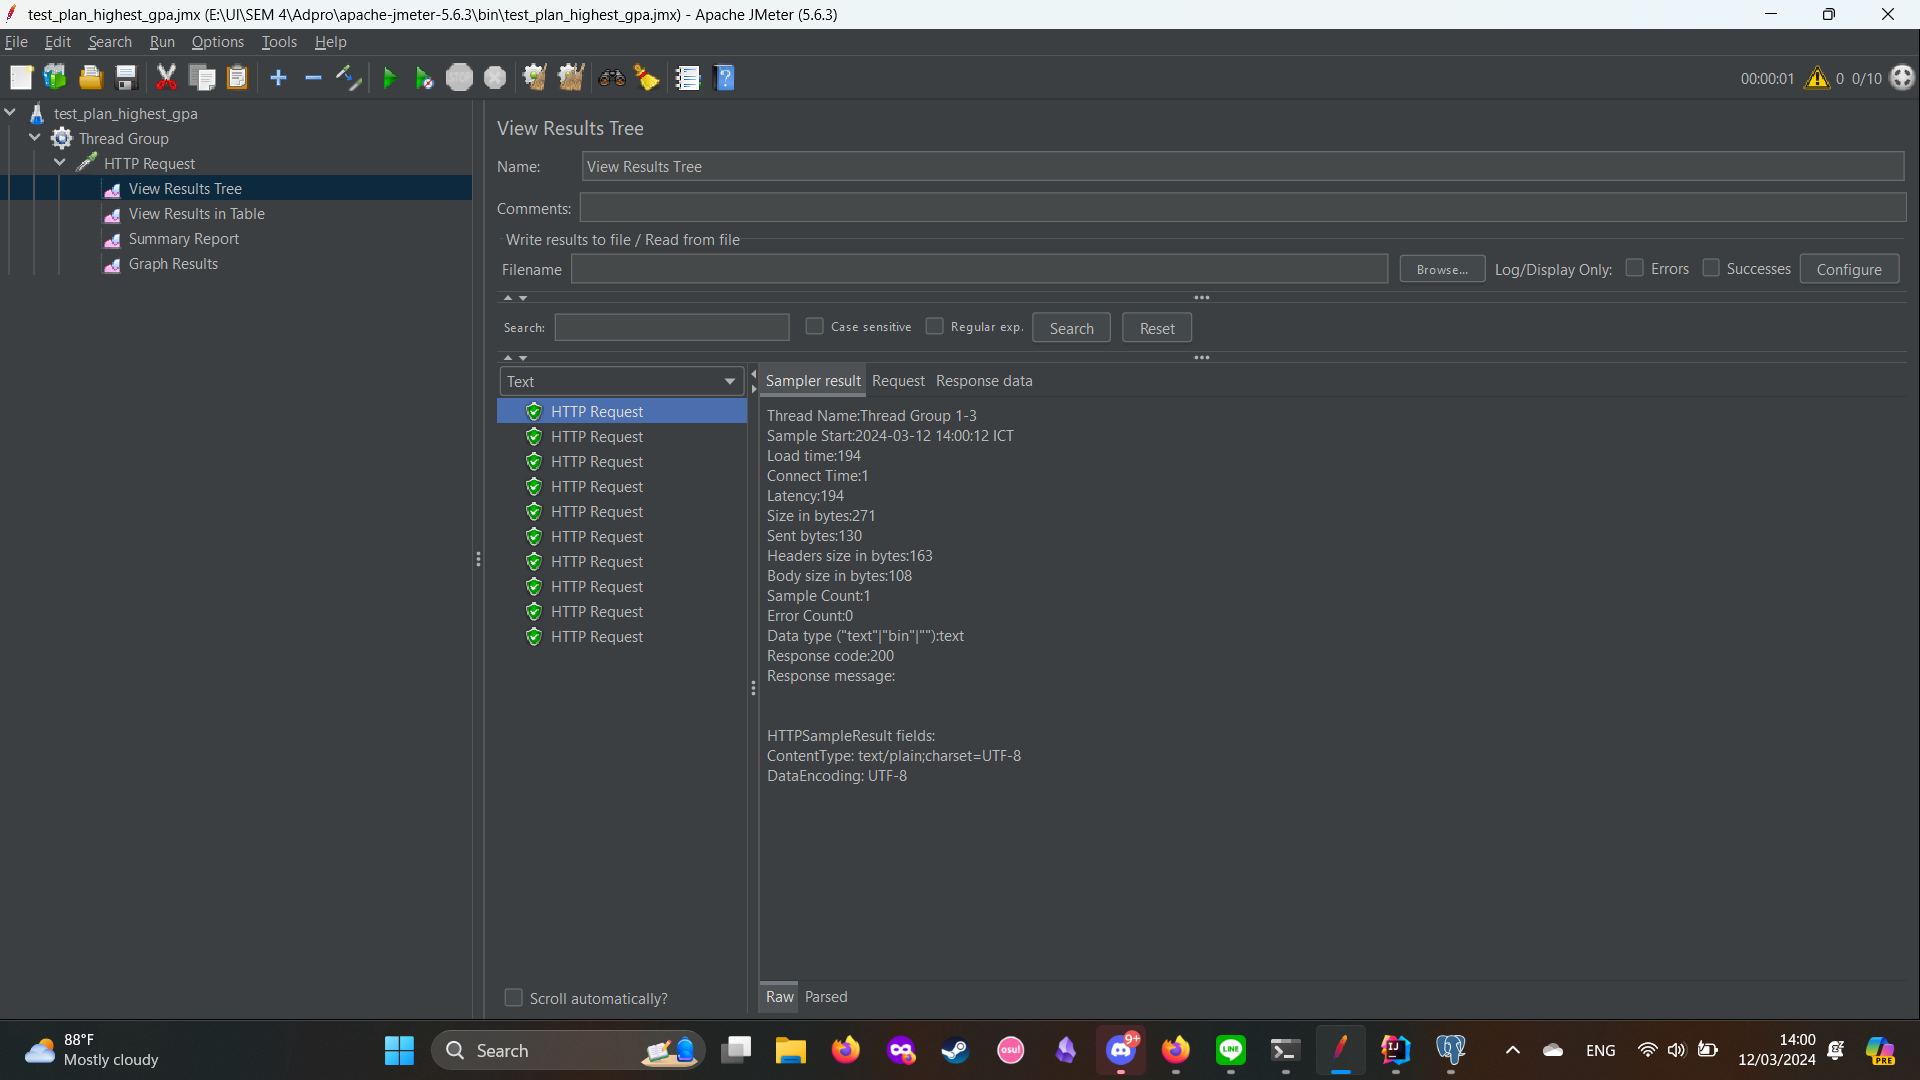 test_plan_highest_gpa.jmx (E:\UI\SEM 4\Adpro\apache-jmeter-5.6.3\bin\test_plan_highest_gpa.jmx) - Apache JMeter (5.6.3)
File Edit Search Run Options Tools Help
STOP
00:00:01 0 0/10
test_plan_highest_gpa
Thread Group
HTTP Request
View Results Tree
View Results in Table
Summary Report
Graph Results
View Results Tree
Name: View Results Tree
Comments:
Write results to file / Read from file
Filename Browse... Log/Display Only: Errors Successes Configure
Search: Case sensitive Regular exp. Search Reset
Text
HTTP Request
HTTP Request
HTTP Request
HTTP Request
HTTP Request
HTTP Request
HTTP Request
HTTP Request
HTTP Request
HTTP Request
Scroll automatically?
Sampler result Request Response data
Thread Name:Thread Group 1-3
Sample Start:2024-03-12 14:00:12 ICT
Load time:194
Connect Time:1
Latency:194
Size in bytes:271
Sent bytes:130
Headers size in bytes:163
Body size in bytes:108
Sample Count:1
Error Count:0
Data type ("text"|"bin"|""):text
Response code:200
Response message:
HTTPSampleResult fields:
ContentType: text/plain;charset=UTF-8
DataEncoding: UTF-8
Raw Parsed
88°F
Mostly cloudy
Search
osu!
9+
LINE
IJ
ENG
14:00
12/03/2024
PRE